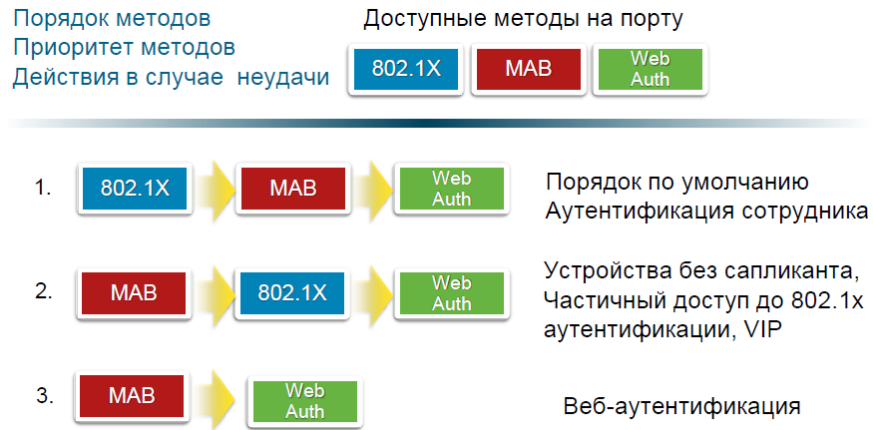 Порядок методов
Приоритет методов
Действия в случае неудачи
Доступные методы на порту
802.1X
MAB
Web
Auth
1.
802.1X
MAB
Web
Auth
Порядок по умолчанию
Аутентификация сотрудника
2.
MAB
802.1X
Web
Auth
Устройства без сапликанта,
Частичный доступ до 802.1x
аутентификации, VIP
3.
MAB
Web
Auth
Веб-аутентификация